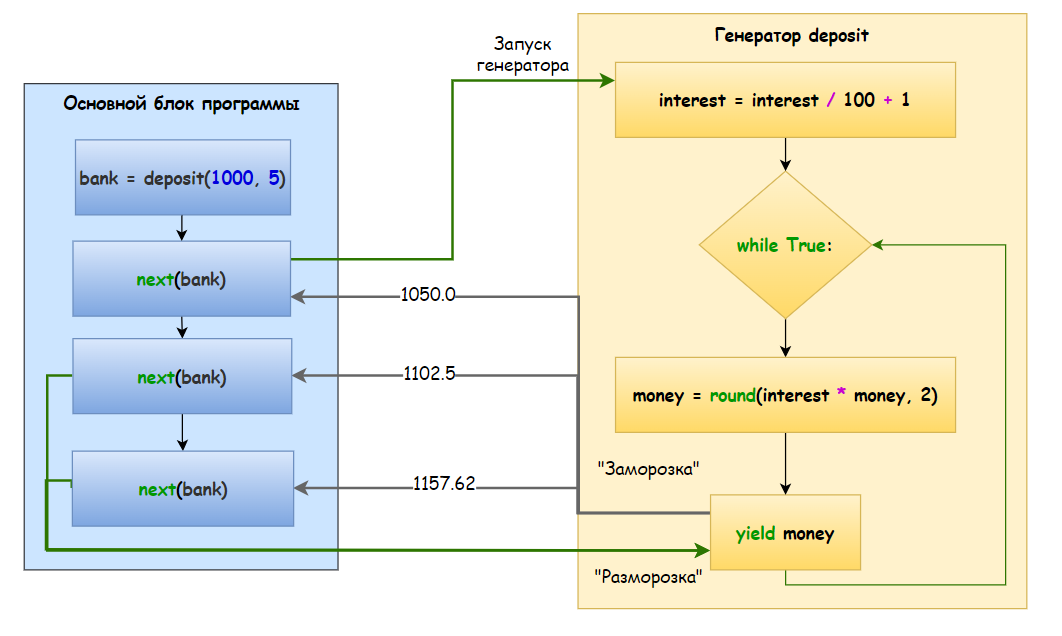 Основной блок программы
bank = deposit(1000, 5)
next(bank)
next(bank)
next(bank)
Запуск
генератора
1050.0
1102.5
1157.62
Генератор deposit
interest = interest / 100 + 1
while True:
money = round(interest * money, 2)
"Заморозка"
yield money
"Разморозка"